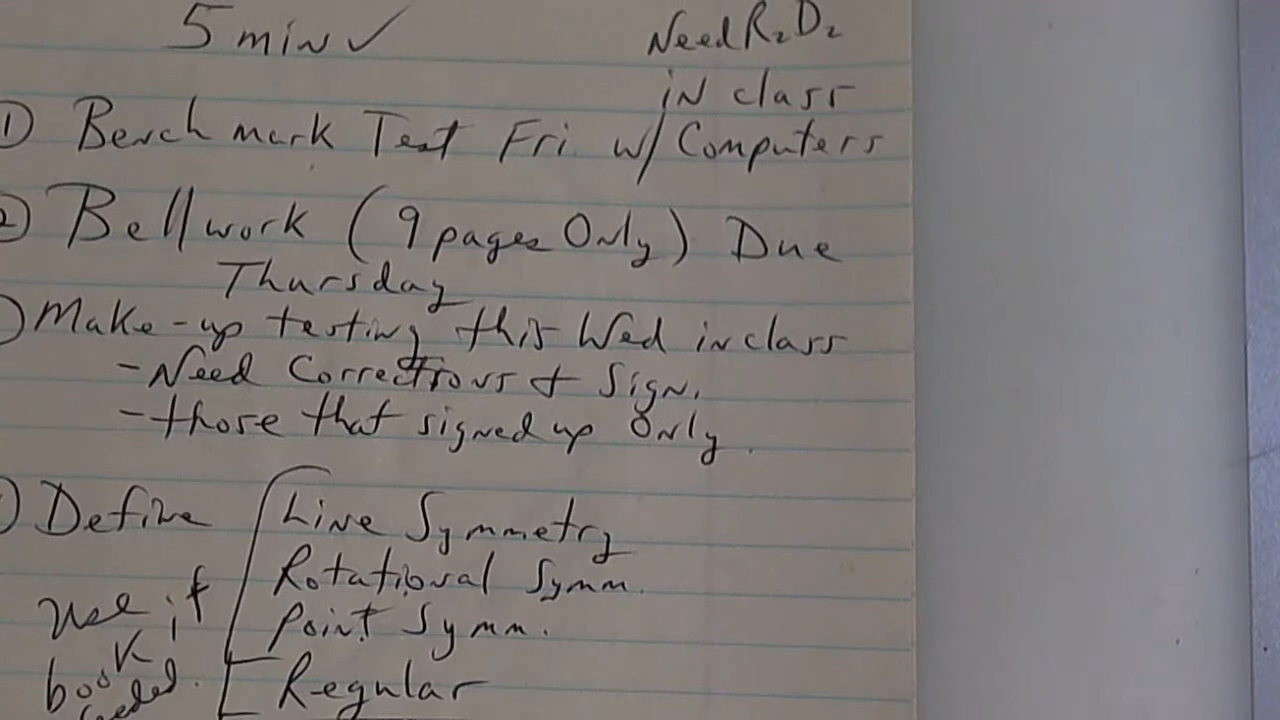 5 min ✓
Need R2D2
in class
1) Benchmark Test Fri w/ Computers
2) Bellwork (9 pages Only) Due
Thursday
) Make-up testing this Wed in class
- Need Corrections + Sign.
- those that signed up Only.
) Define Line Symmetry
Rotational Symm.
Use if
Point Symm.
book needed.
Regular